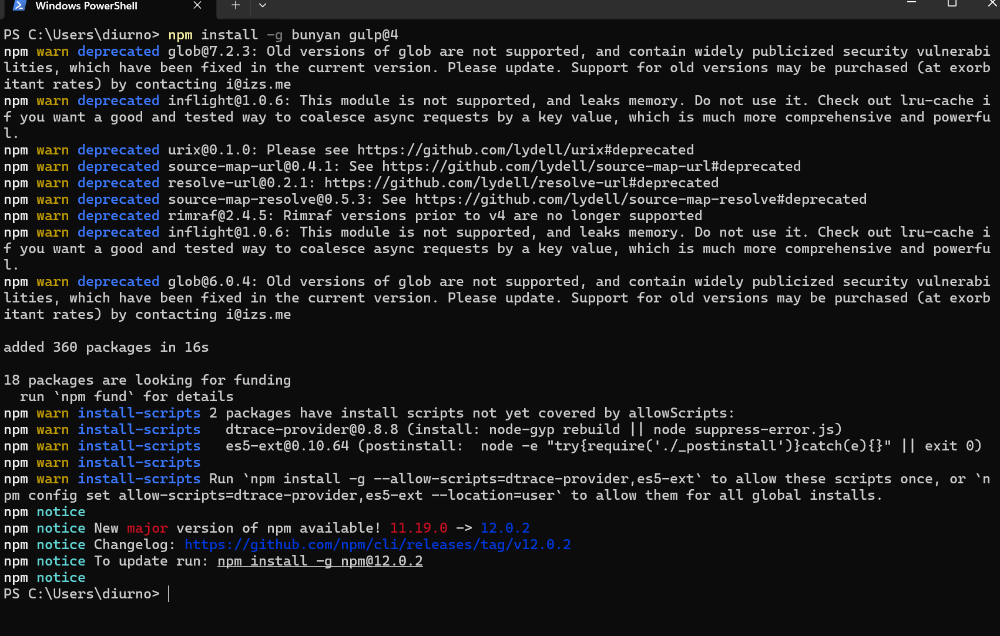 Windows PowerShell
PS C:\Users\diurno> npm install -g bunyan gulp@4
npm warn deprecated glob@7.2.3: Old versions of glob are not supported, and contain widely publicized security vulnerabi
lities, which have been fixed in the current version. Please update. Support for old versions may be purchased (at exorb
itant rates) by contacting i@izs.me
npm warn deprecated inflight@1.0.6: This module is not supported, and leaks memory. Do not use it. Check out lru-cache i
f you want a good and tested way to coalesce async requests by a key value, which is much more comprehensive and powerfu
l.
npm warn deprecated urix@0.1.0: Please see https://github.com/lydell/urix#deprecated
npm warn deprecated source-map-url@0.4.1: See https://github.com/lydell/source-map-url#deprecated
npm warn deprecated resolve-url@0.2.1: https://github.com/lydell/resolve-url#deprecated
npm warn deprecated source-map-resolve@0.5.3: See https://github.com/lydell/source-map-resolve#deprecated
npm warn deprecated rimraf@2.4.5: Rimraf versions prior to v4 are no longer supported
npm warn deprecated inflight@1.0.6: This module is not supported, and leaks memory. Do not use it. Check out lru-cache i
f you want a good and tested way to coalesce async requests by a key value, which is much more comprehensive and powerfu
l.
npm warn deprecated glob@6.0.4: Old versions of glob are not supported, and contain widely publicized security vulnerabi
lities, which have been fixed in the current version. Please update. Support for old versions may be purchased (at exorb
itant rates) by contacting i@izs.me
added 360 packages in 16s
18 packages are looking for funding
  run `npm fund` for details
npm warn install-scripts 2 packages have install scripts not yet covered by allowScripts:
npm warn install-scripts   dtrace-provider@0.8.8 (install: node-gyp rebuild || node suppress-error.js)
npm warn install-scripts   es5-ext@0.10.64 (postinstall:  node -e "try{require('./_postinstall')}catch(e){}" || exit 0)
npm warn install-scripts
npm warn install-scripts Run `npm install -g --allow-scripts=dtrace-provider,es5-ext` to allow these scripts once, or `n
pm config set allow-scripts=dtrace-provider,es5-ext --location=user` to allow them for all global installs.
npm notice
npm notice New major version of npm available! 11.19.0 -> 12.0.2
npm notice Changelog: https://github.com/npm/cli/releases/tag/v12.0.2
npm notice To update run: npm install -g npm@12.0.2
npm notice
PS C:\Users\diurno>